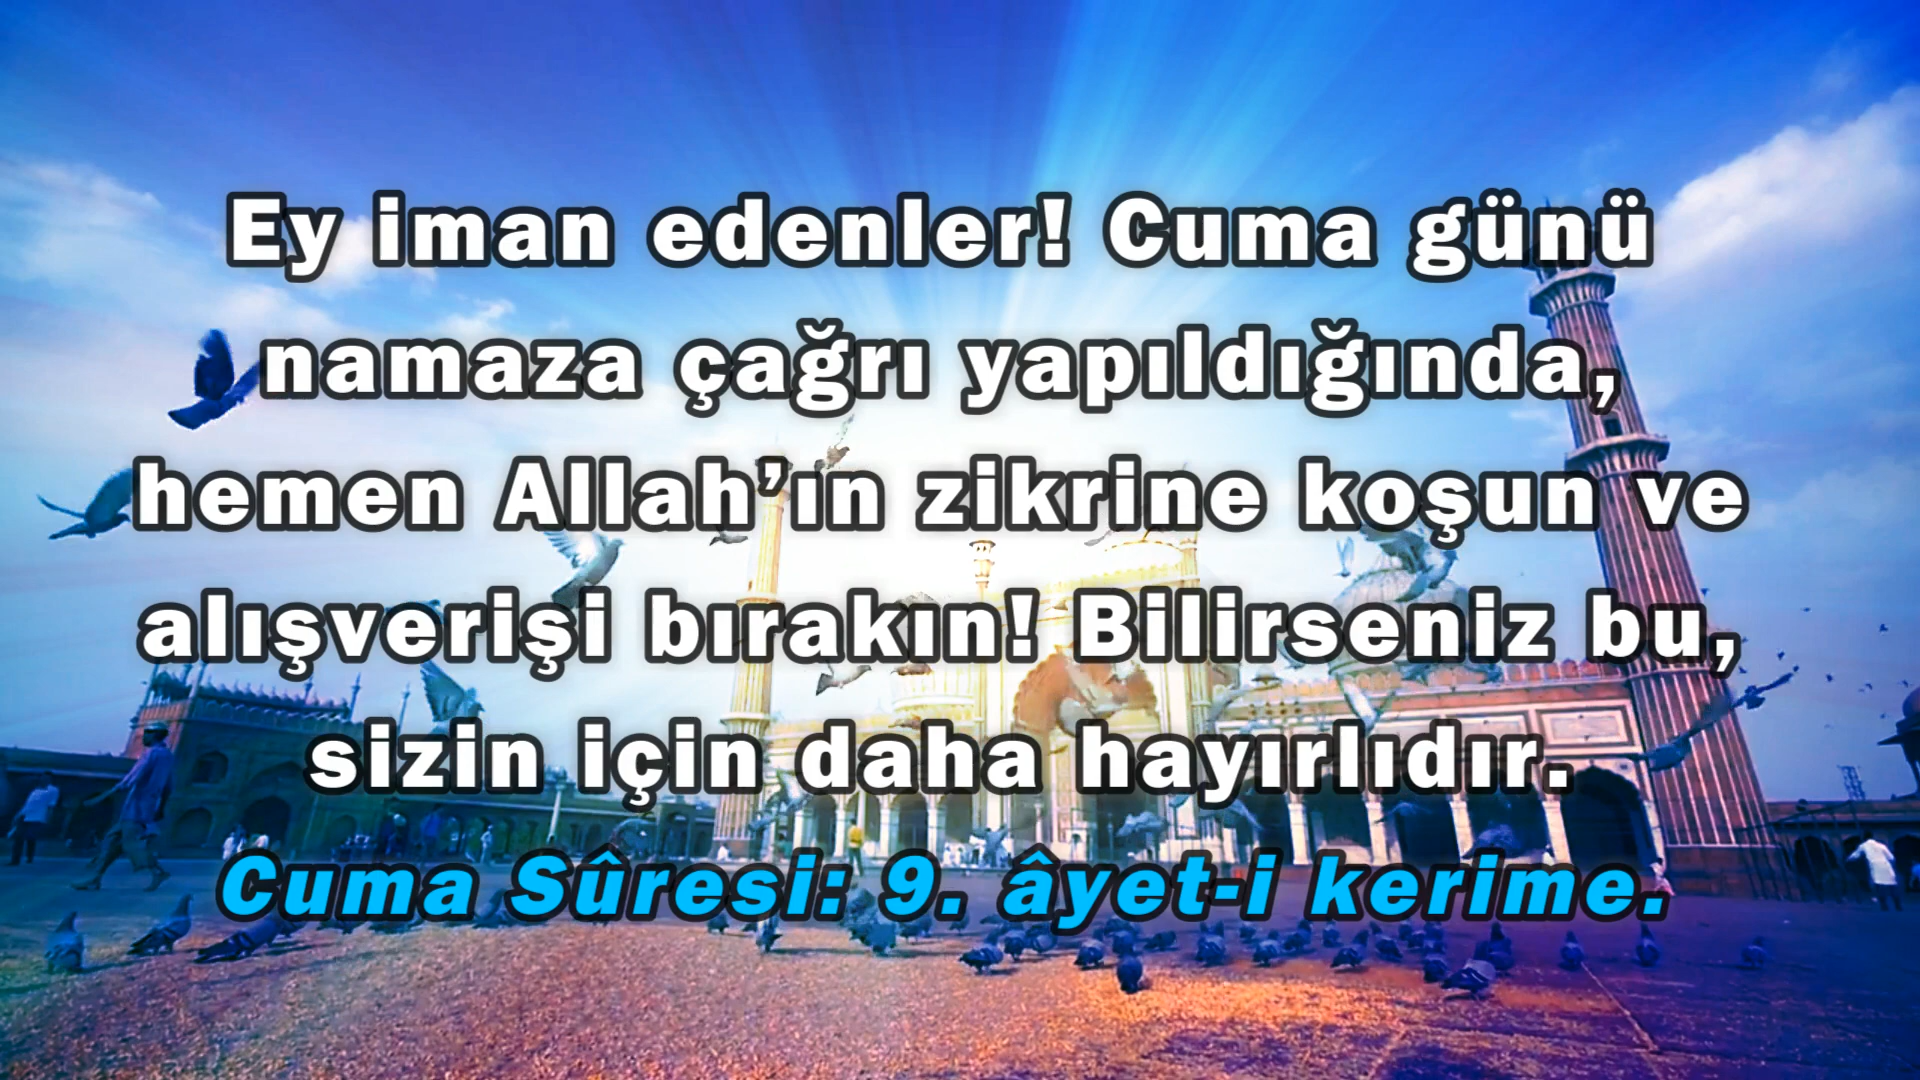 Ey iman edenler! Cuma günü
namaza çağrı yapıldığında,
hemen Allah’ın zikrine koşun ve
alışverişi bırakın! Bilirseniz bu,
sizin için daha hayırlıdır.
Cuma Sûresi: 9. âyet-i kerime.